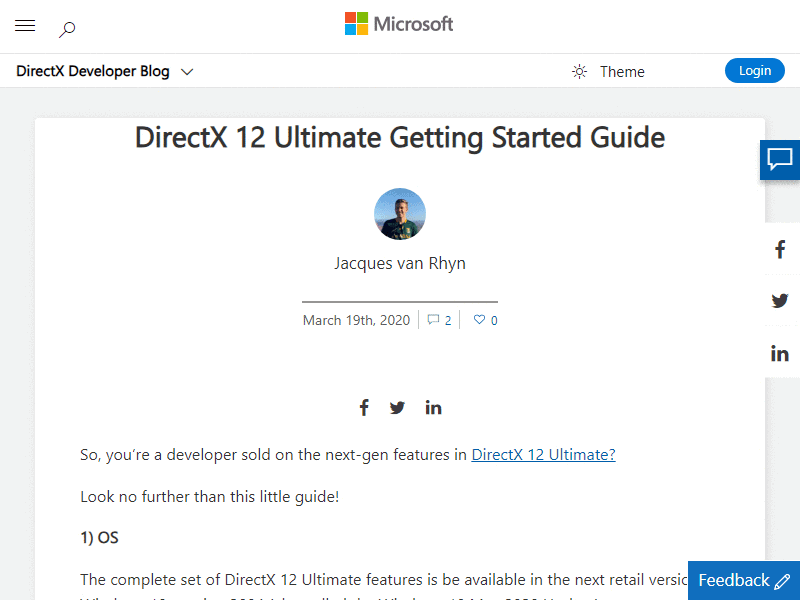 Microsoft
DirectX Developer Blog
Theme
Login
DirectX 12 Ultimate Getting Started Guide
Jacques van Rhyn
March 19th, 2020
2
0
So, you’re a developer sold on the next-gen features in DirectX 12 Ultimate?
Look no further than this little guide!
1) OS
The complete set of DirectX 12 Ultimate features is be available in the next retail
Feedback